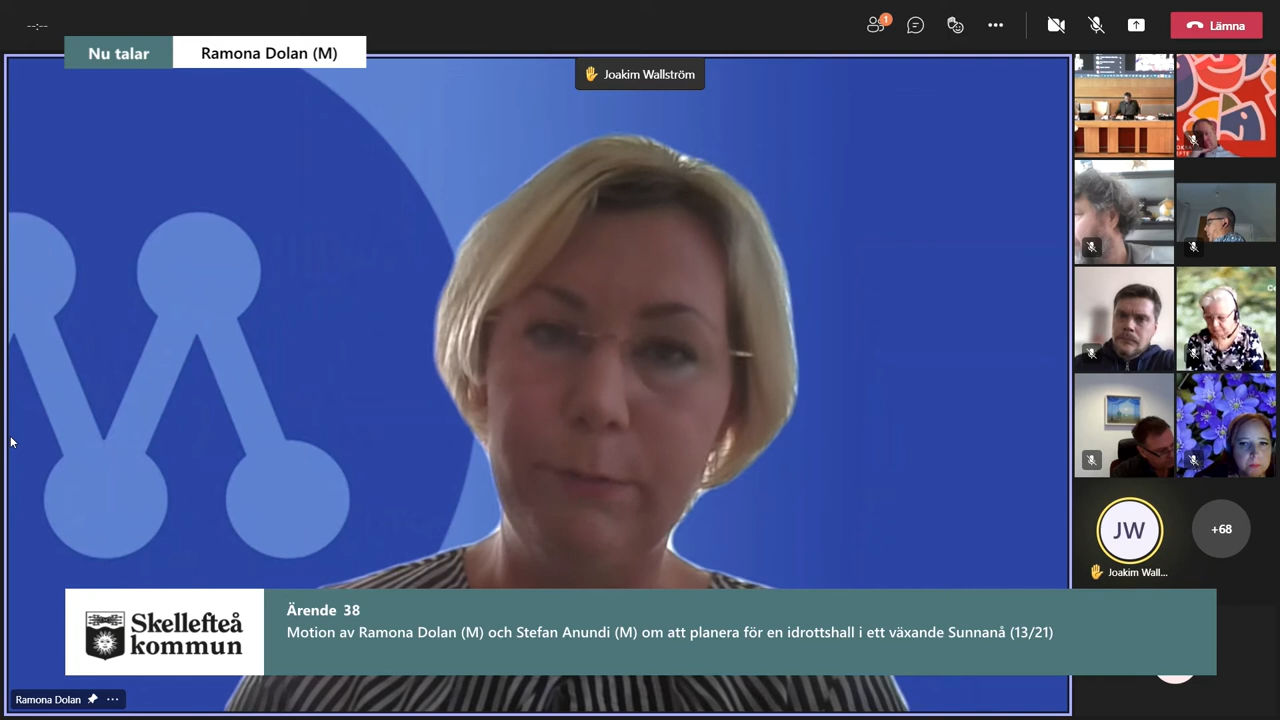 --:--
1
Lämna
Nu talar
Ramona Dolan (M)
Joakim Wallström
JW
+68
Joakim Wall...
Skellefteå
kommun
Ärende 38
Motion av Ramona Dolan (M) och Stefan Anundi (M) om att planera för en idrottshall i ett växande Sunnanå (13/21)
Ramona Dolan